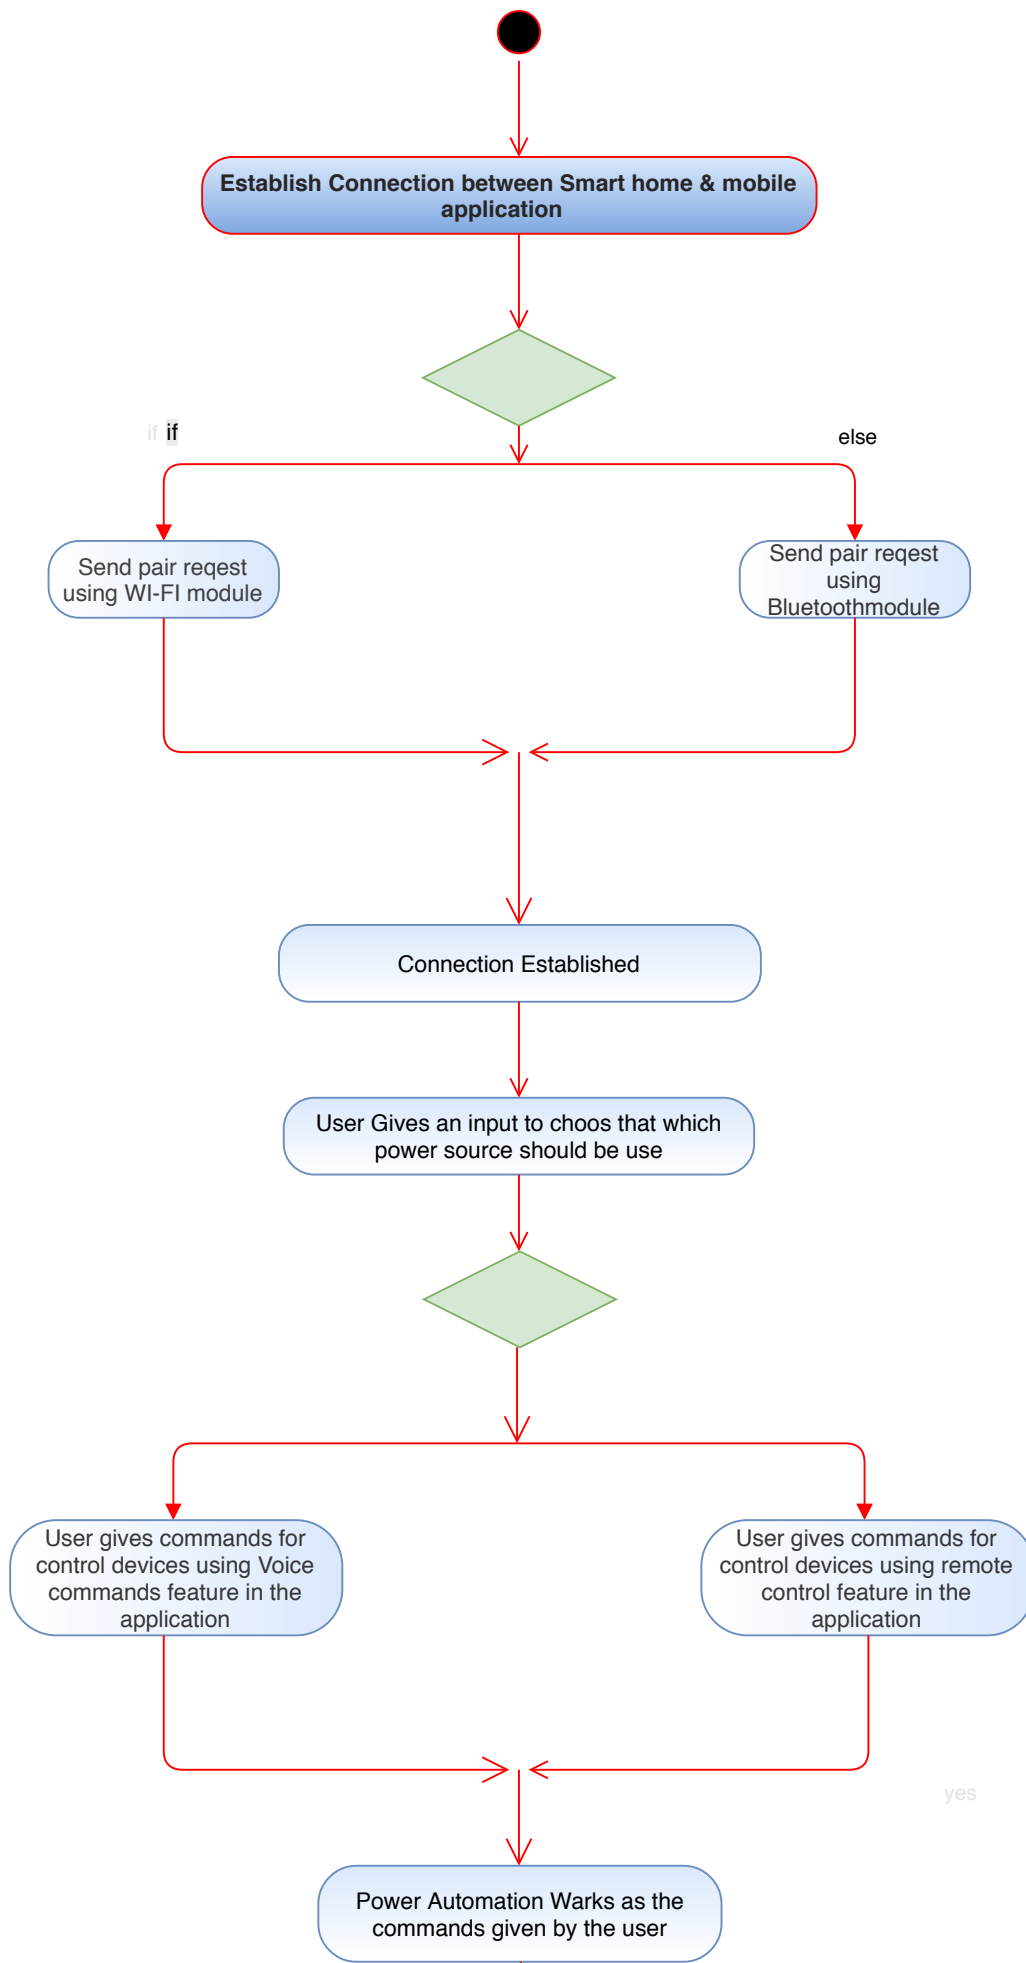 Establish Connection between Smart home & mobile
application
if if
else
Send pair reqest
using WI-FI module
Send pair reqest
using
Bluetoothmodule
Connection Established
User Gives an input to choos that which
power source should be use
User gives commands for
control devices using Voice
commands feature in the
application
User gives commands for
control devices using remote
control feature in the
application
yes
Power Automation Warks as the
commands given by the user